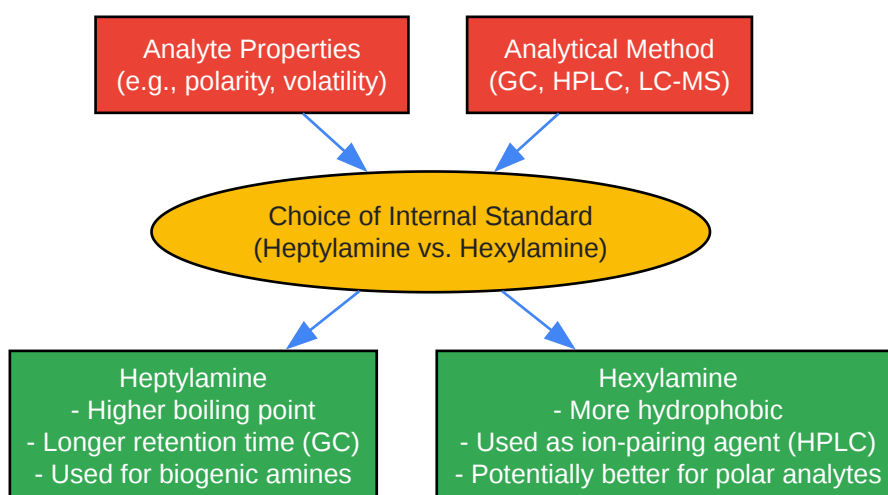 Analyte Properties
(e.g., polarity, volatility)
Analytical Method
(GC, HPLC, LC-MS)
Choice of Internal Standard
(Heptylamine vs. Hexylamine)
Heptylamine
- Higher boiling point
- Longer retention time (GC)
- Used for biogenic amines
Hexylamine
- More hydrophobic
- Used as ion-pairing agent (HPLC)
- Potentially better for polar analytes